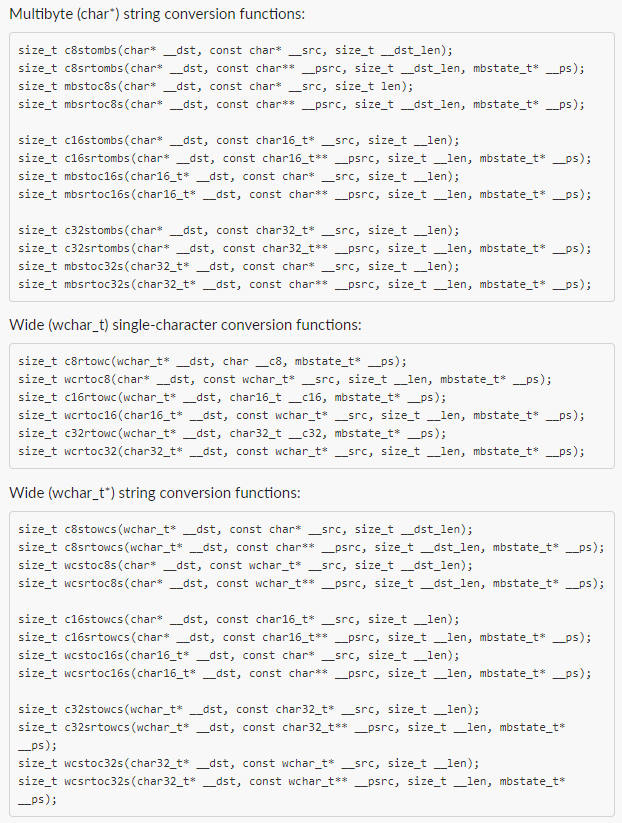 Multibyte (char*) string conversion functions:
size_t c8stombs(char* __dst, const char* __src, size_t __dst_len);
size_t c8srtombs(char* __dst, const char** __psrc, size_t __dst_len, mbstate_t* __ps);
size_t mbstoc8s(char* __dst, const char* __src, size_t len);
size_t mbsrtoc8s(char* __dst, const char** __psrc, size_t __dst_len, mbstate_t* __ps);
size_t c16stombs(char* __dst, const char16_t* __src, size_t __len);
size_t c16srtombs(char* __dst, const char16_t** __psrc, size_t __len, mbstate_t* __ps);
size_t mbstoc16s(char16_t* __dst, const char* __src, size_t __len);
size_t mbsrtoc16s(char16_t* __dst, const char** __psrc, size_t __len, mbstate_t* __ps);
size_t c32stombs(char* __dst, const char32_t* __src, size_t __len);
size_t c32srtombs(char* __dst, const char32_t** __psrc, size_t __len, mbstate_t* __ps);
size_t mbstoc32s(char32_t* __dst, const char* __src, size_t __len);
size_t mbsrtoc32s(char32_t* __dst, const char** __psrc, size_t __len, mbstate_t* __ps);
Wide (wchar_t) single-character conversion functions:
size_t c8rtowc(wchar_t* __dst, char __c8, mbstate_t* __ps);
size_t wcrtoc8(char* __dst, const wchar_t* __src, size_t __len, mbstate_t* __ps);
size_t c16rtowc(wchar_t* __dst, char16_t __c16, mbstate_t* __ps);
size_t wcrtoc16(char16_t* __dst, const wchar_t* __src, size_t __len, mbstate_t* __ps);
size_t c32rtowc(wchar_t* __dst, char32_t __c32, mbstate_t* __ps);
size_t wcrtoc32(char32_t* __dst, const wchar_t* __src, size_t __len, mbstate_t* __ps);
Wide (wchar_t*) string conversion functions:
size_t c8stowcs(wchar_t* __dst, const char* __src, size_t __dst_len);
size_t c8srtowcs(wchar_t* __dst, const char** __psrc, size_t __dst_len, mbstate_t* __ps);
size_t wcstoc8s(char* __dst, const wchar_t* __src, size_t __dst_len);
size_t wcsrtoc8s(char* __dst, const wchar_t** __psrc, size_t __dst_len, mbstate_t* __ps);
size_t c16stowcs(wchar_t* __dst, const char16_t* __src, size_t __len);
size_t c16srtowcs(char* __dst, const char16_t** __psrc, size_t __len, mbstate_t* __ps);
size_t wcstoc16s(char16_t* __dst, const char* __src, size_t __len);
size_t wcsrtoc16s(char16_t* __dst, const char** __psrc, size_t __len, mbstate_t* __ps);
size_t c32stowcs(wchar_t* __dst, const char32_t* __src, size_t __len);
size_t c32srtowcs(wchar_t* __dst, const char32_t** __psrc, size_t __len, mbstate_t*
__ps);
size_t wcstoc32s(char32_t* __dst, const wchar_t* __src, size_t __len);
size_t wcsrtoc32s(char32_t* __dst, const wchar_t** __psrc, size_t __len, mbstate_t*
__ps);